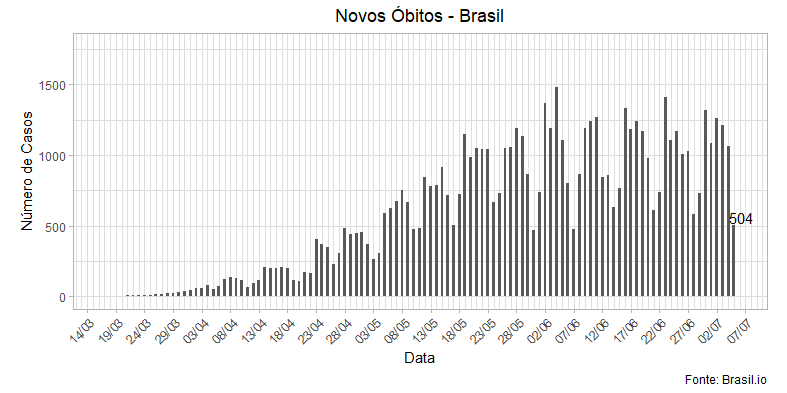 Novos Óbitos - Brasil
Número de Casos
1500
1000
500
0
504
14/03 19/03 24/03 29/03 03/04 08/04 13/04 18/04 23/04 28/04 03/05 08/05 13/05 18/05 23/05 28/05 02/06 07/06 12/06 17/06 22/06 27/06 02/07 07/07
Data
Fonte: Brasil.io